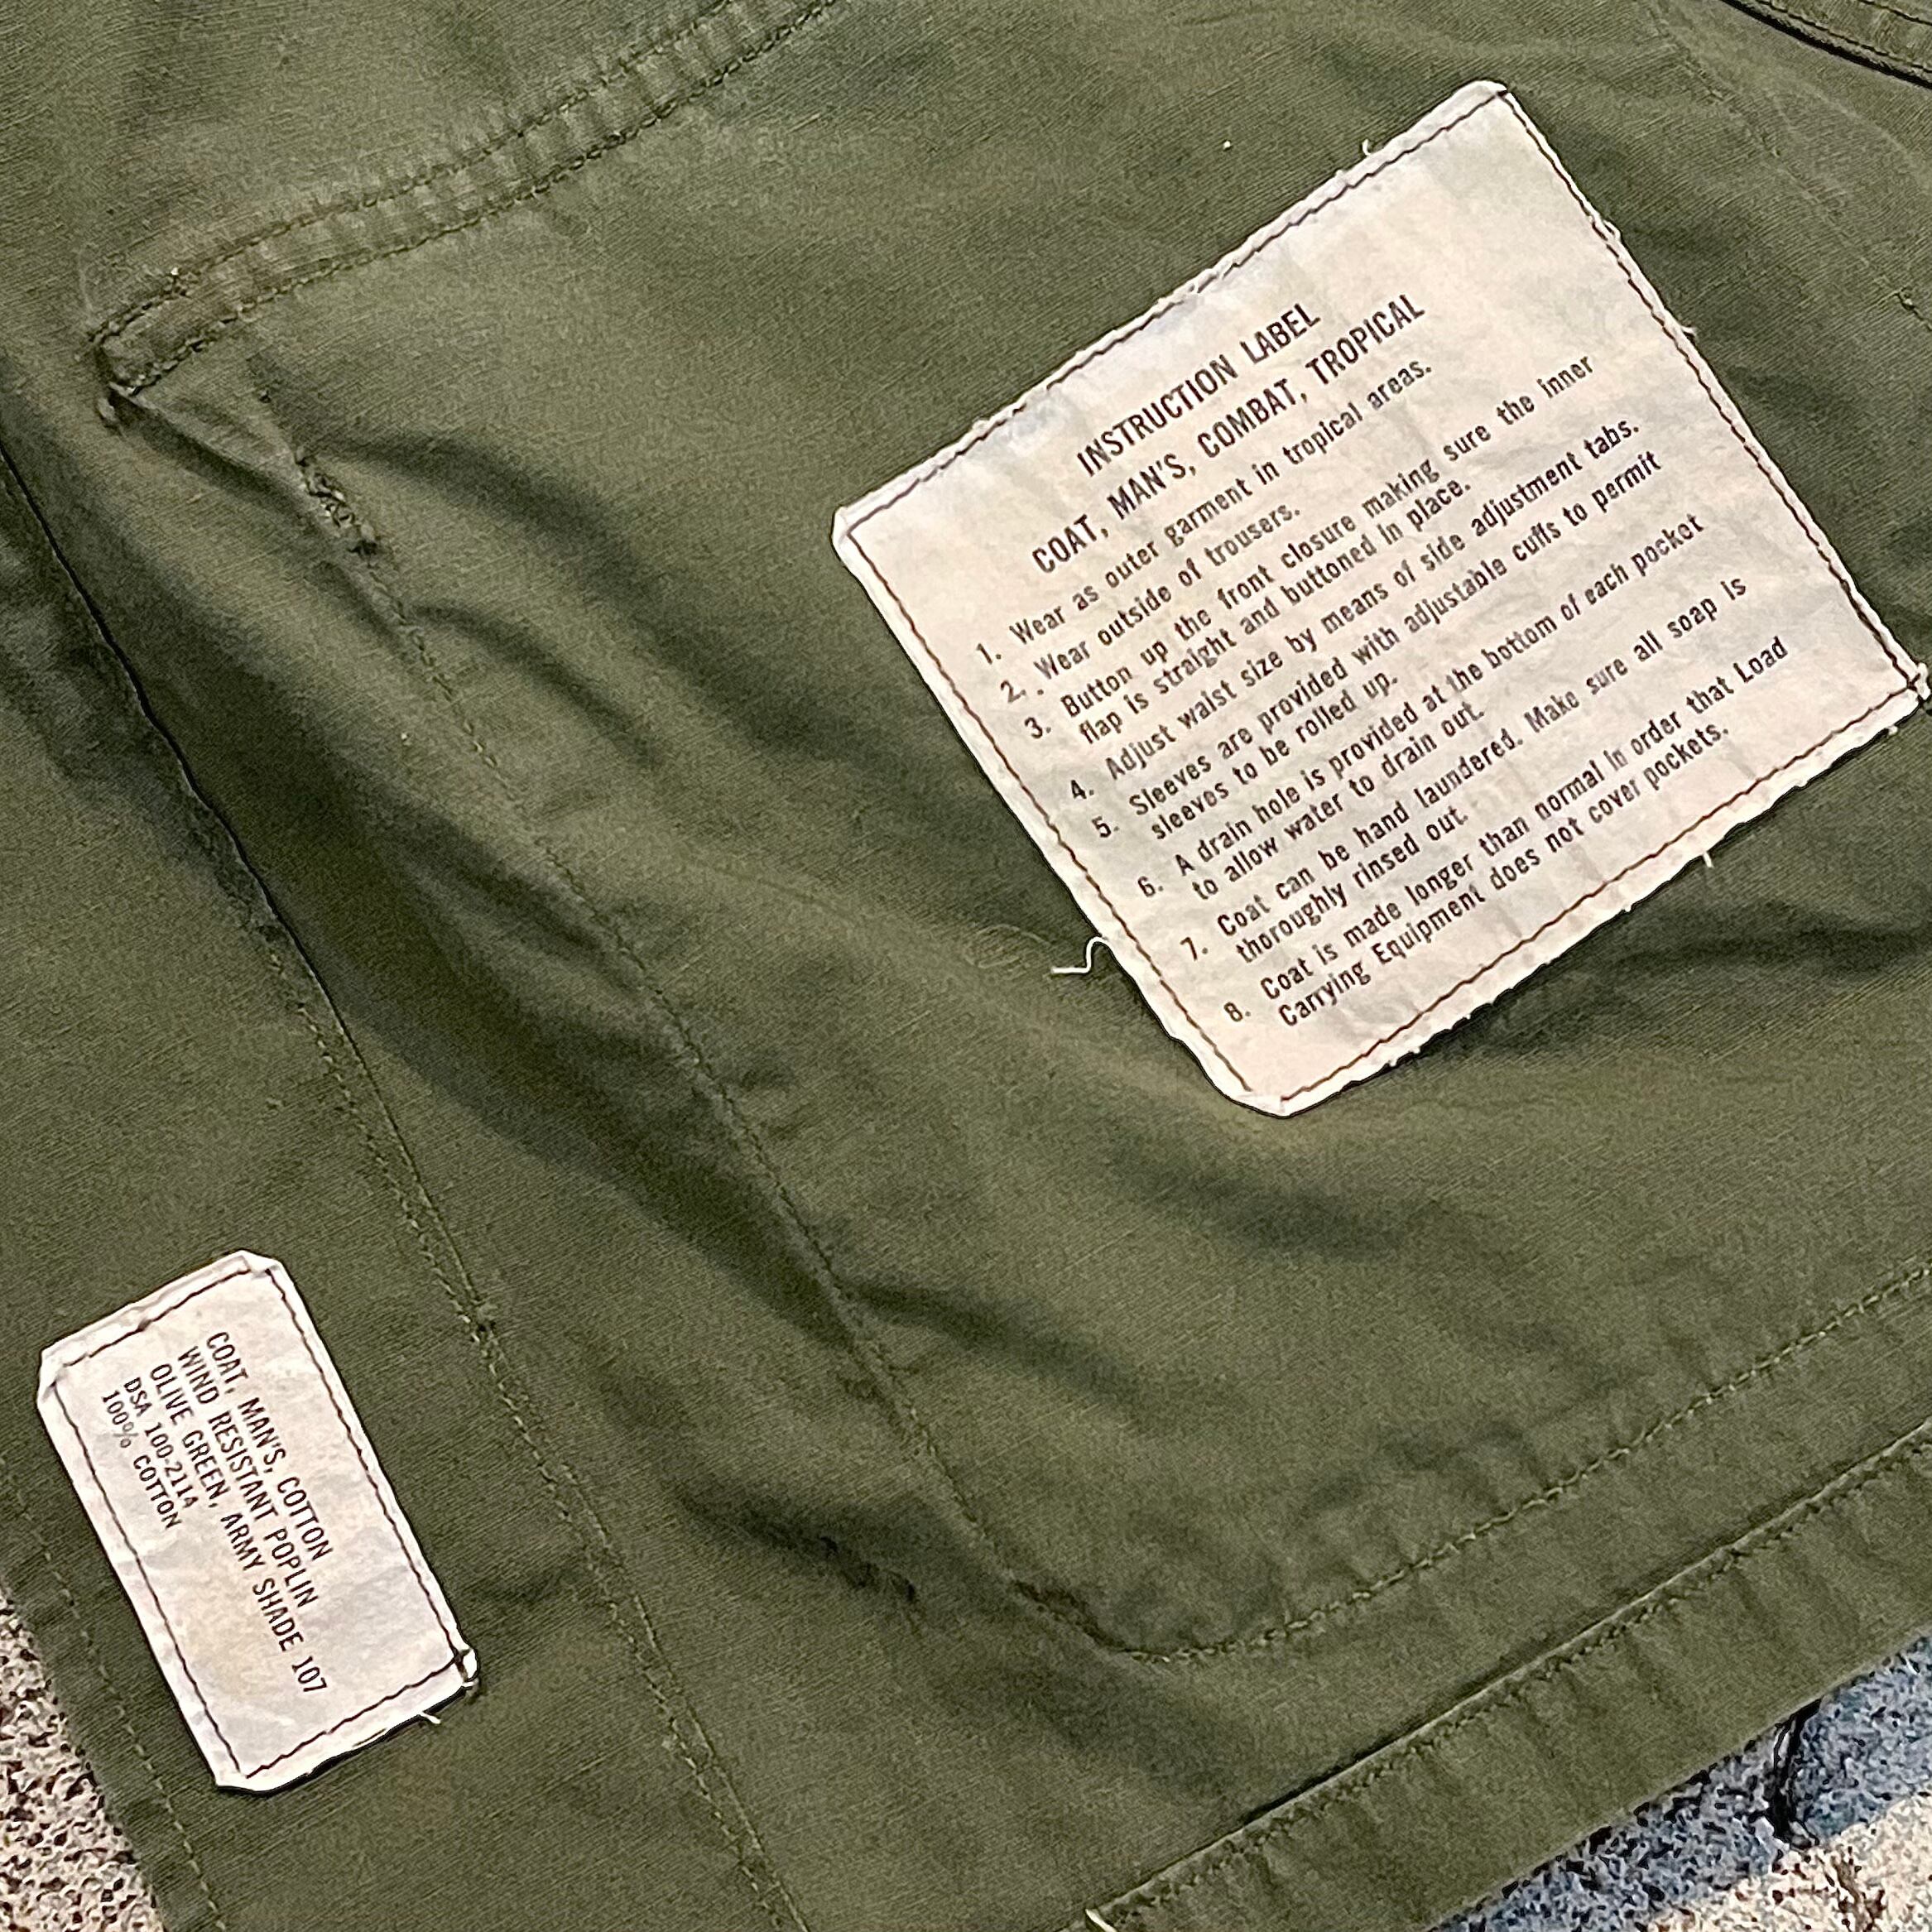 INSTRUCTION LABEL
COAT, MAN'S, COMBAT, TROPICAL
1. Wear as outer garment in tropical areas.
2. Wear outside of trousers.
3. Button up the front closure making sure the inner
flap is straight and buttoned in place.
4. Adjust waist size by means of side adjustment tabs.
5. Sleeves are provided with adjustable cuffs to permit
sleeves to be rolled up.
6. A drain hole is provided at the bottom of each pocket
to allow water to drain out.
7. Coat can be hand laundered. Make sure all soap is
thoroughly rinsed out.
8. Coat is made longer than normal in order that Load
Carrying Equipment does not cover pockets.
COAT, MAN'S, COTTON
WIND RESISTANT POPLIN
OLIVE GREEN, ARMY SHADE 107
DSA 100-2114
100% COTTON